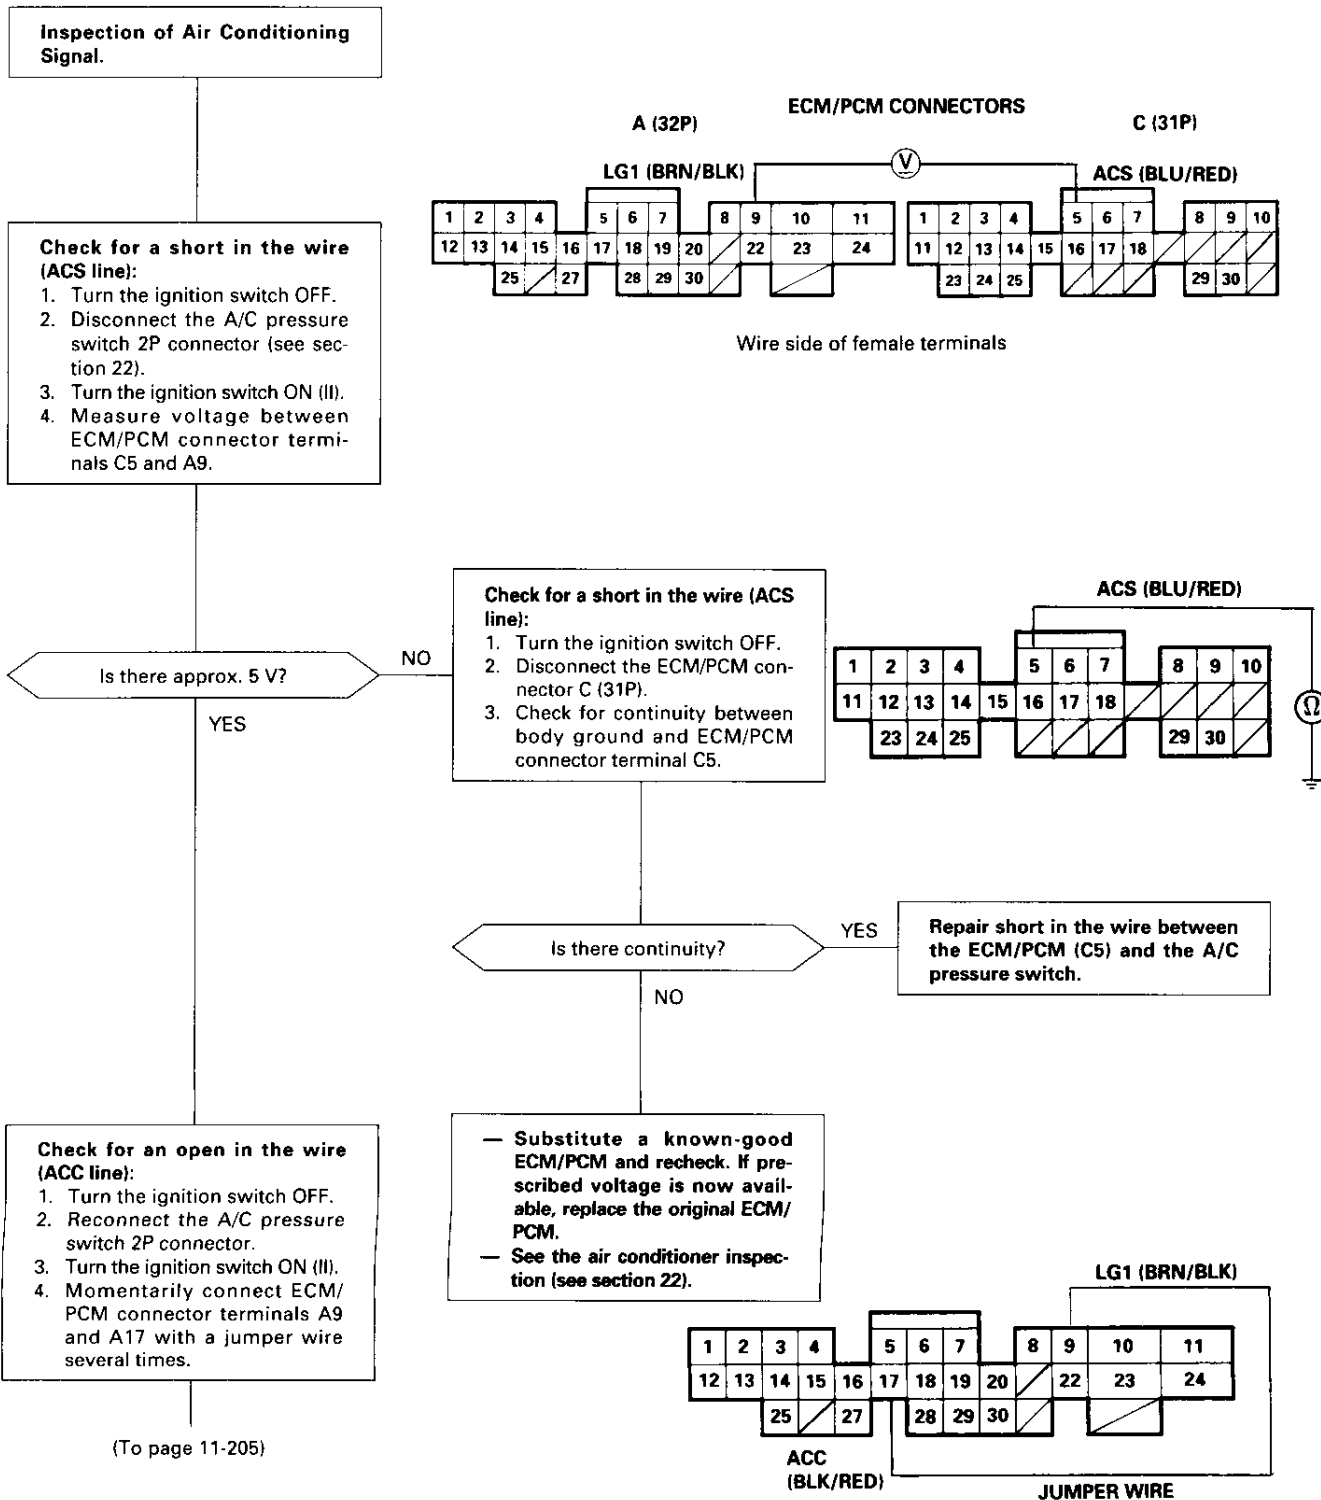 Inspection of Air Conditioning
Signal.
ECM/PCM CONNECTORS
A (32P)
C (31P)
LG1 (BRN/BLK)
V
ACS (BLU/RED)
1 2 3 4 5 6 7 8 9 10 11
12 13 14 15 16 17 18 19 20 22 23 24
25 27 28 29 30
1 2 3 4 5 6 7 8 9 10
11 12 13 14 15 16 17 18
23 24 25 29 30
Wire side of female terminals
Check for a short in the wire
(ACS line):
1. Turn the ignition switch OFF.
2. Disconnect the A/C pressure
switch 2P connector (see sec-
tion 22).
3. Turn the ignition switch ON (II).
4. Measure voltage between
ECM/PCM connector termi-
nals C5 and A9.
Is there approx. 5 V?
NO
YES
Check for a short in the wire (ACS
line):
1. Turn the ignition switch OFF.
2. Disconnect the ECM/PCM con-
nector C (31P).
3. Check for continuity between
body ground and ECM/PCM
connector terminal C5.
ACS (BLU/RED)
1 2 3 4 5 6 7 8 9 10
11 12 13 14 15 16 17 18
23 24 25 29 30
Ω
Is there continuity?
YES
NO
Repair short in the wire between
the ECM/PCM (C5) and the A/C
pressure switch.
Check for an open in the wire
(ACC line):
1. Turn the ignition switch OFF.
2. Reconnect the A/C pressure
switch 2P connector.
3. Turn the ignition switch ON (II).
4. Momentarily connect ECM/
PCM connector terminals A9
and A17 with a jumper wire
several times.
(To page 11-205)
— Substitute a known-good
ECM/PCM and recheck. If pre-
scribed voltage is now avail-
able, replace the original ECM/
PCM.
— See the air conditioner inspec-
tion (see section 22).
LG1 (BRN/BLK)
1 2 3 4 5 6 7 8 9 10 11
12 13 14 15 16 17 18 19 20 22 23 24
25 27 28 29 30
ACC
(BLK/RED)
JUMPER WIRE